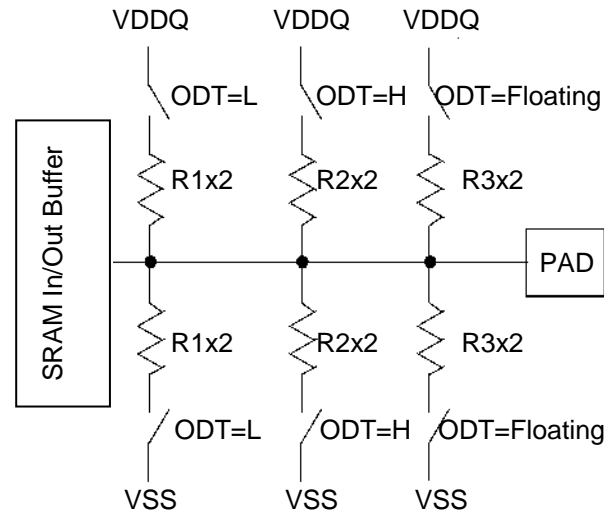 VDDQ VDDQ VDDQ
ODT=L ODT=H ODT=Floating
R1x2 R2x2 R3x2
SRAM In/Out Buffer
PAD
R1x2 R2x2 R3x2
ODT=L ODT=H ODT=Floating
VSS VSS VSS